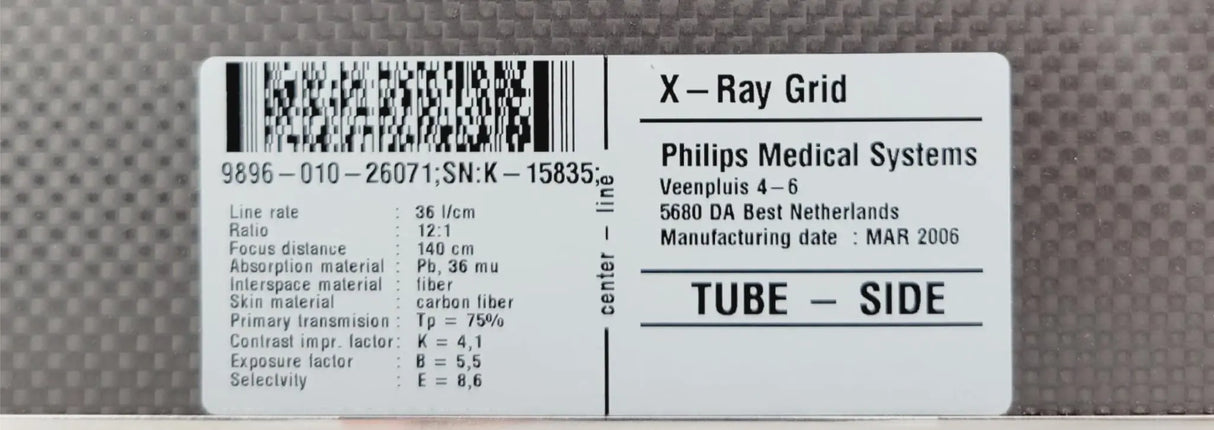 9896-010-26071;SN:K-15835;
Line rate : 36 l/cm
Ratio : 12:1
Focus distance : 140 cm
Absorption material : Pb, 36 mu
Interspace material : fiber
Skin material : carbon fiber
Primary transmision : Tp = 75%
Contrast impr. factor: K = 4,1
Exposure factor : B = 5,5
Selectvity : E = 8,6
center - line
X-Ray Grid
Philips Medical Systems
Veenpluis 4-6
5680 DA Best Netherlands
Manufacturing date : MAR 2006
TUBE - SIDE